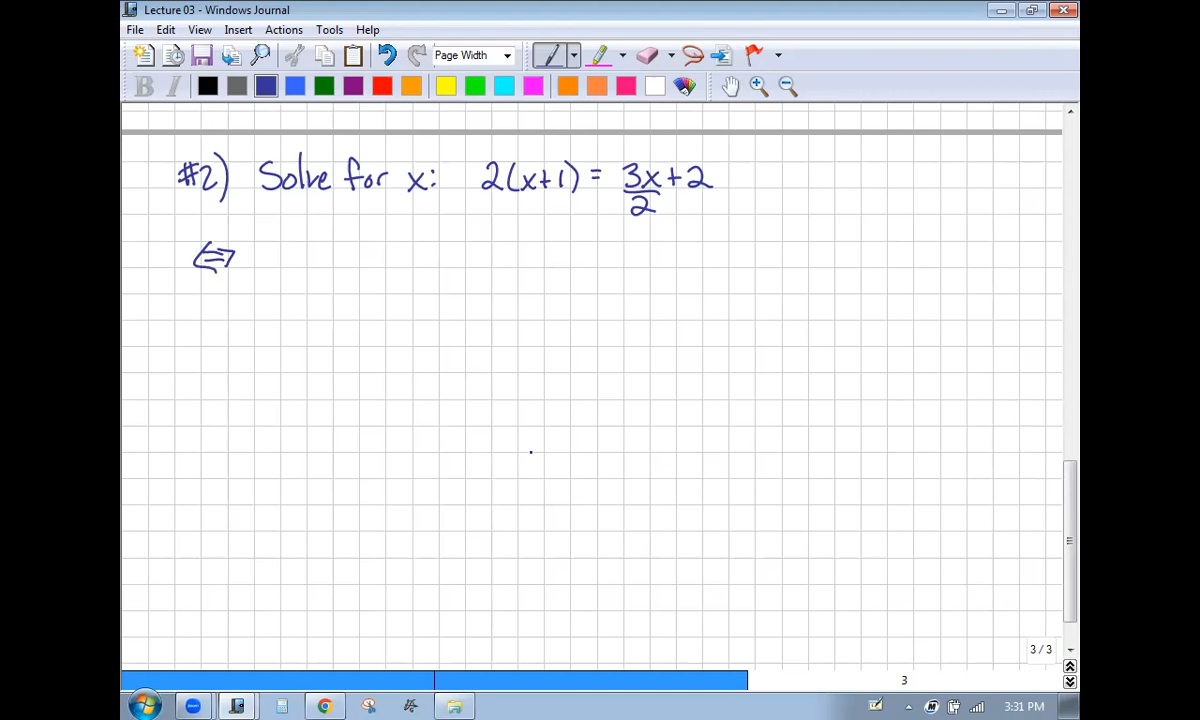 Lecture 03 - Windows Journal
File Edit View Insert Actions Tools Help
Page Width
B I
#2) Solve for x: 2(x+1) = 3x/2 + 2
⇔
3 / 3
3
3:31 PM